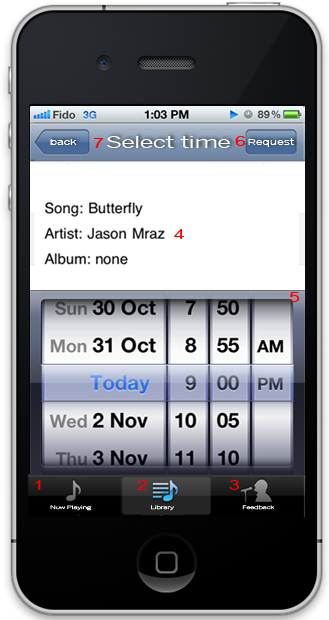 Fido 3G 1:03 PM 89%
back 7 Select time 6 Request
Song: Butterfly
Artist: Jason Mraz 4
Album: none
5
Sun 30 Oct 7 50
Mon 31 Oct 8 55 AM
Today 9 00 PM
Wed 2 Nov 10 05
Thu 3 Nov 11 10
1 2 3
Now Playing Library Feedback